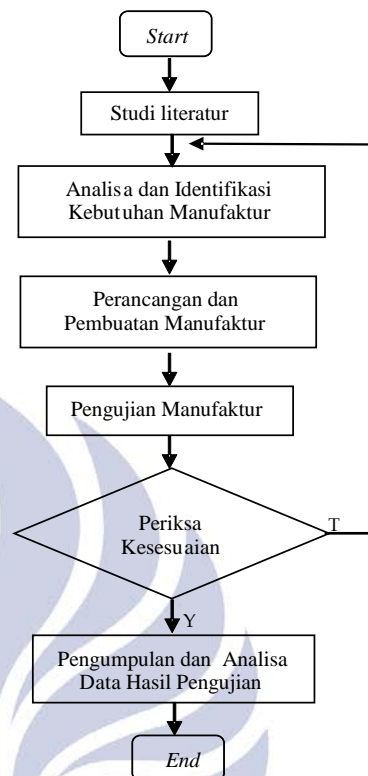 Start
Studi literatur
Analisa dan Identifikasi
Kebutuhan Manufaktur
Perancangan dan
Pembuatan Manufaktur
Pengujian Manufaktur
Periksa
Kesesuaian
T
Y
Pengumpulan dan Analisa
Data Hasil Pengujian
End